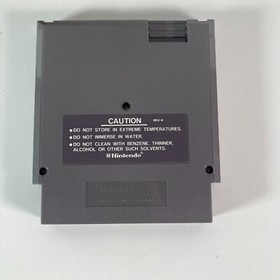 CAUTION REV-A
• DO NOT STORE IN EXTREME TEMPERATURES.
• DO NOT IMMERSE IN WATER.
• DO NOT CLEAN WITH BENZENE, THINNER,
ALCOHOL OR OTHER SUCH SOLVENTS.
Nintendo®